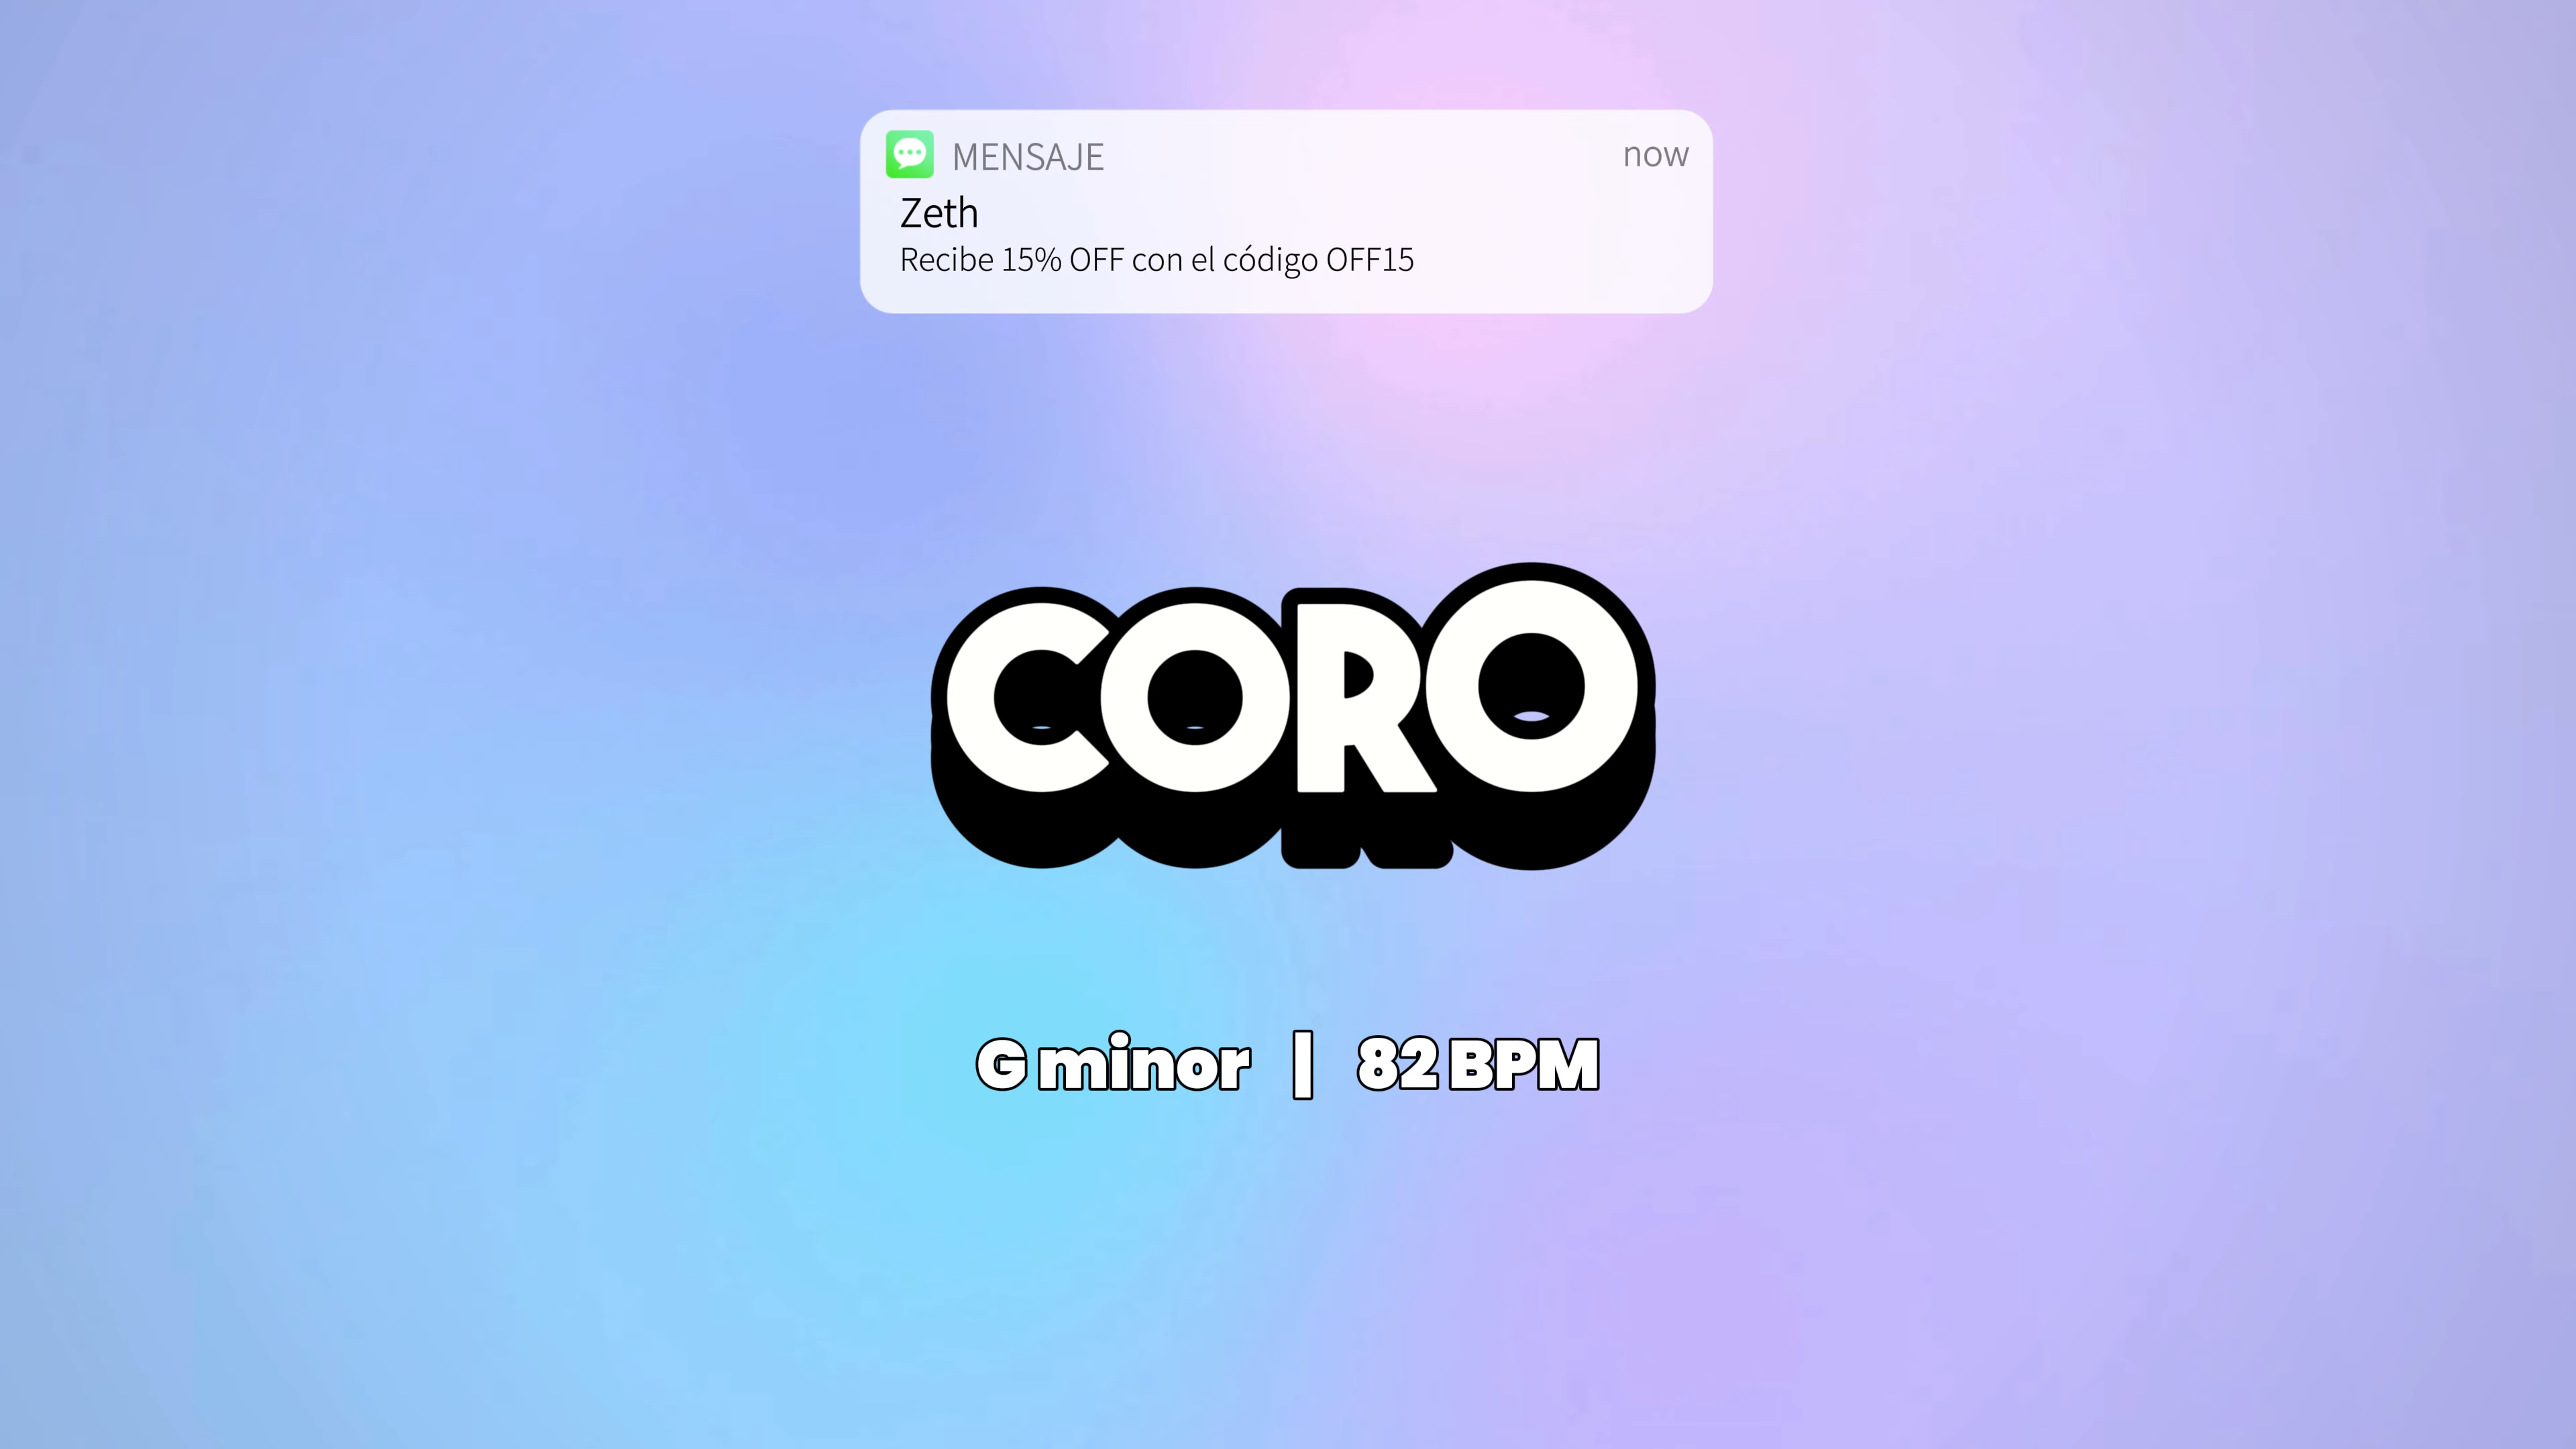 MENSAJE now
Zeth
Recibe 15% OFF con el código OFF15
CORO
G minor | 82 BPM